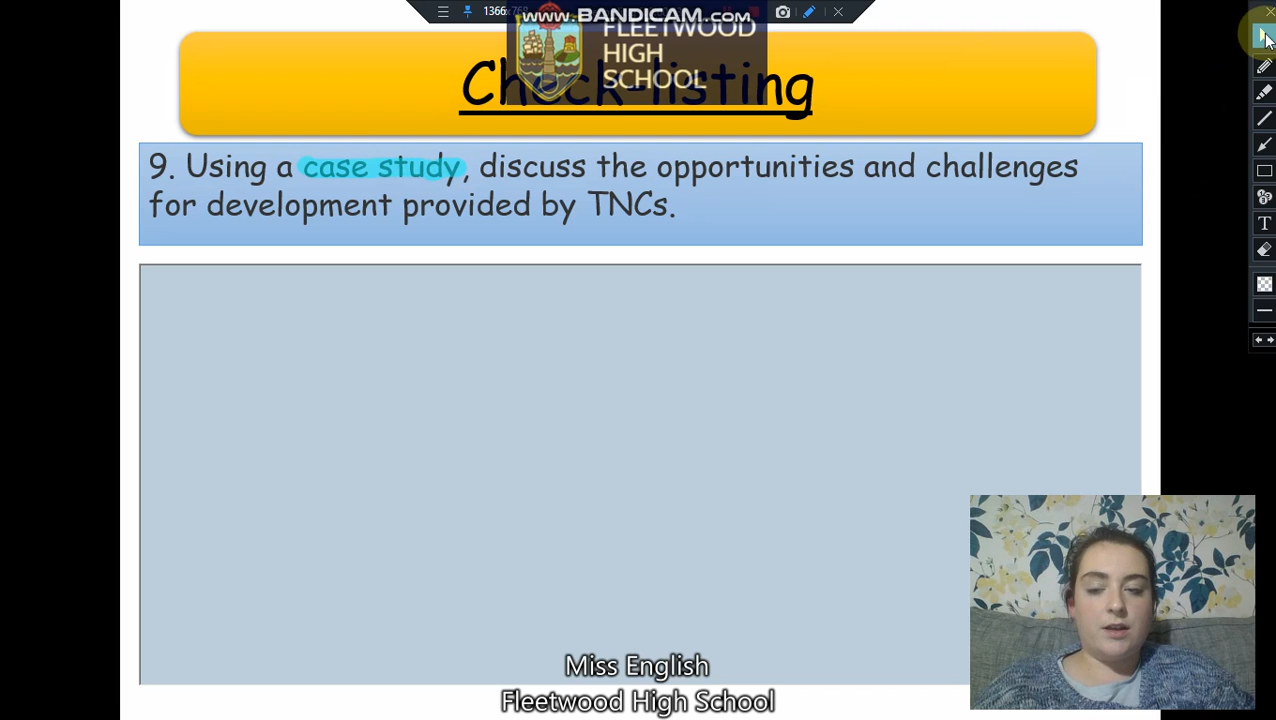 1366x768
www.BANDICAM.com
FLEETWOOD
HIGH
SCHOOL
Check-listing
9. Using a case study, discuss the opportunities and challenges
for development provided by TNCs.
T
Miss English
Fleetwood High School